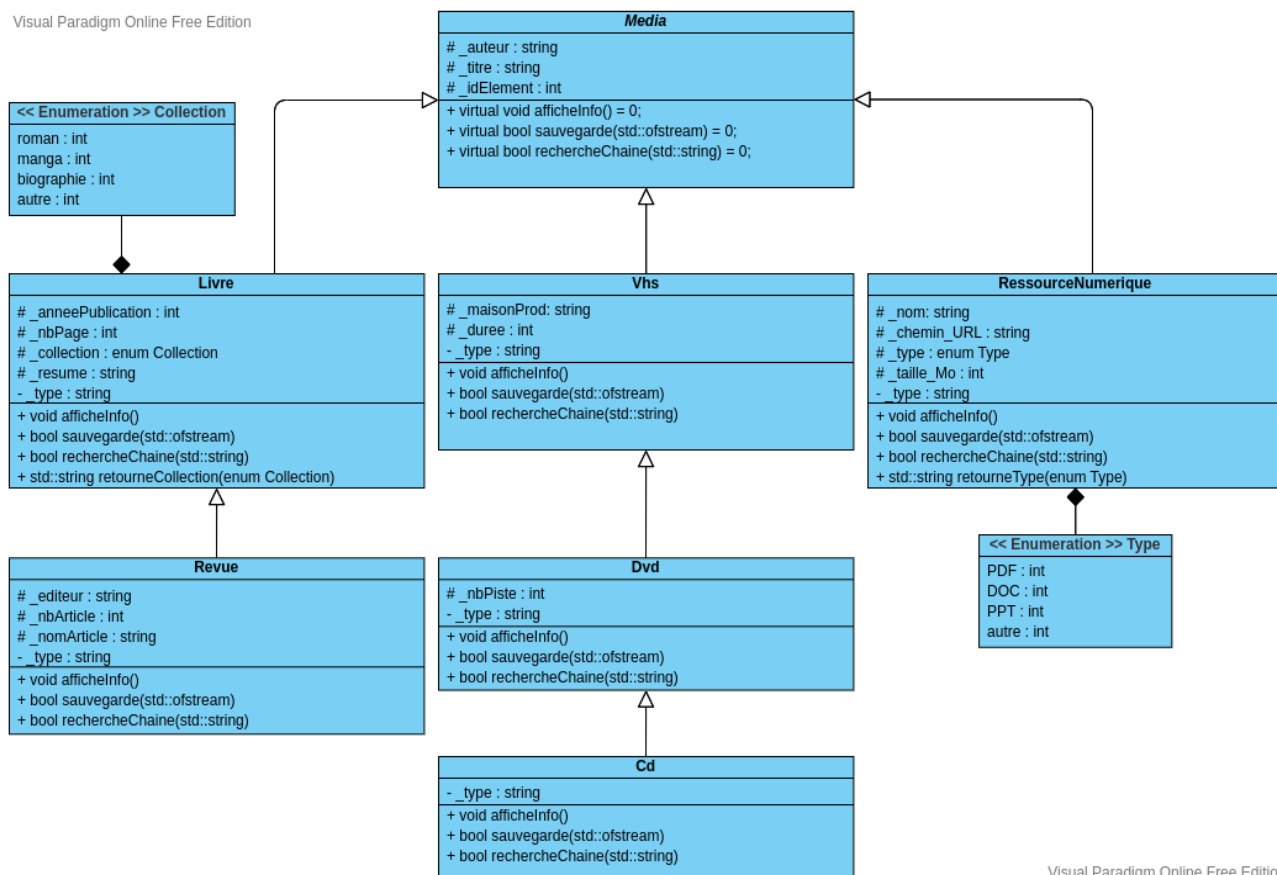 Visual Paradigm Online Free Edition
Media
# _auteur : string
# _titre : string
# _idElement : int
+ virtual void afficheInfo() = 0;
+ virtual bool sauvegarde(std::ofstream) = 0;
+ virtual bool rechercheChaine(std::string) = 0;
<< Enumeration >> Collection
roman : int
manga : int
biographie : int
autre : int
Livre
# _anneePublication : int
# _nbPage : int
# _collection : enum Collection
# _resume : string
- _type : string
+ void afficheInfo()
+ bool sauvegarde(std::ofstream)
+ bool rechercheChaine(std::string)
+ std::string retourneCollection(enum Collection)
Vhs
# _maisonProd: string
# _duree : int
- _type : string
+ void afficheInfo()
+ bool sauvegarde(std::ofstream)
+ bool rechercheChaine(std::string)
RessourceNumerique
# _nom: string
# _chemin_URL : string
# _type : enum Type
# _taille_Mo : int
- _type : string
+ void afficheInfo()
+ bool sauvegarde(std::ofstream)
+ bool rechercheChaine(std::string)
+ std::string retourneType(enum Type)
Revue
# _editeur : string
# _nbArticle : int
# _nomArticle : string
- _type : string
+ void afficheInfo()
+ bool sauvegarde(std::ofstream)
+ bool rechercheChaine(std::string)
Dvd
# _nbPiste : int
- _type : string
+ void afficheInfo()
+ bool sauvegarde(std::ofstream)
+ bool rechercheChaine(std::string)
<< Enumeration >> Type
PDF : int
DOC : int
PPT : int
autre : int
Cd
- _type : string
+ void afficheInfo()
+ bool sauvegarde(std::ofstream)
+ bool rechercheChaine(std::string)
Visual Paradigm Online Free Editio